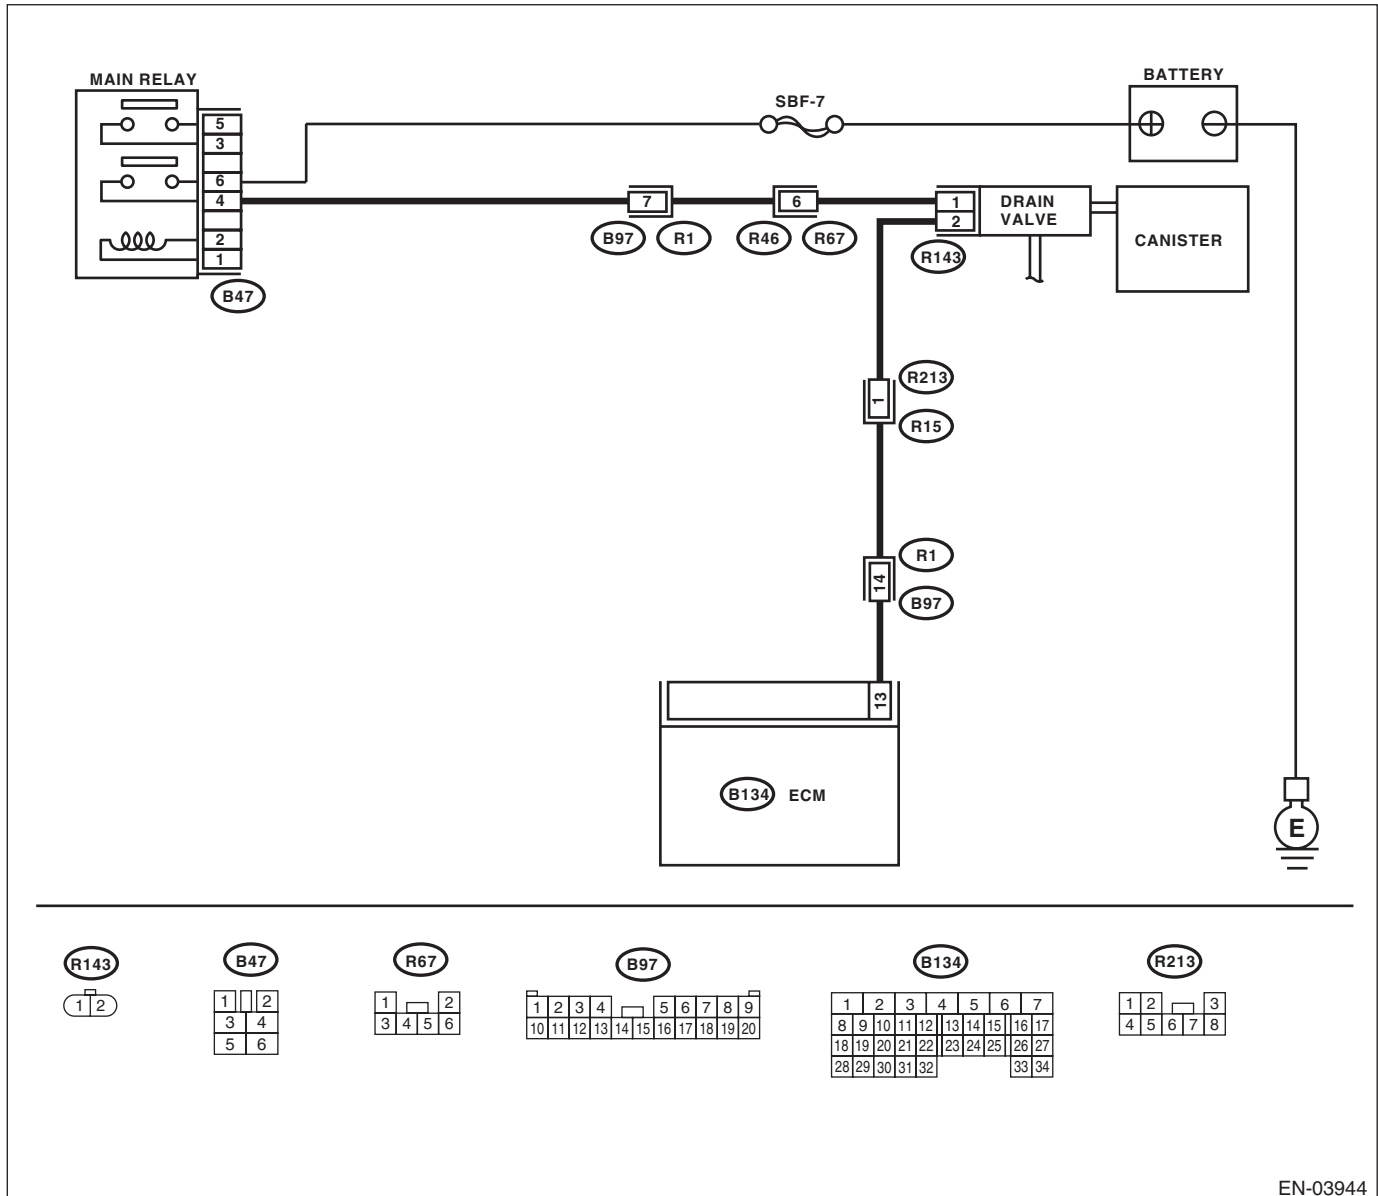 MAIN RELAY
BATTERY
SBF-7
5
3
6
4
2
1
B47
7
B97
R1
6
R46
R67
1
2
R143
DRAIN
VALVE
CANISTER
1
R213
R15
14
R1
B97
13
B134
ECM
E
R143
1 2
B47
1 2
3 4
5 6
R67
1 2
3 4 5 6
B97
1 2 3 4 5 6 7 8 9
10 11 12 13 14 15 16 17 18 19 20
B134
1 2 3 4 5 6 7
8 9 10 11 12 13 14 15 16 17
18 19 20 21 22 23 24 25 26 27
28 29 30 31 32 33 34
R213
1 2 3
4 5 6 7 8
EN-03944